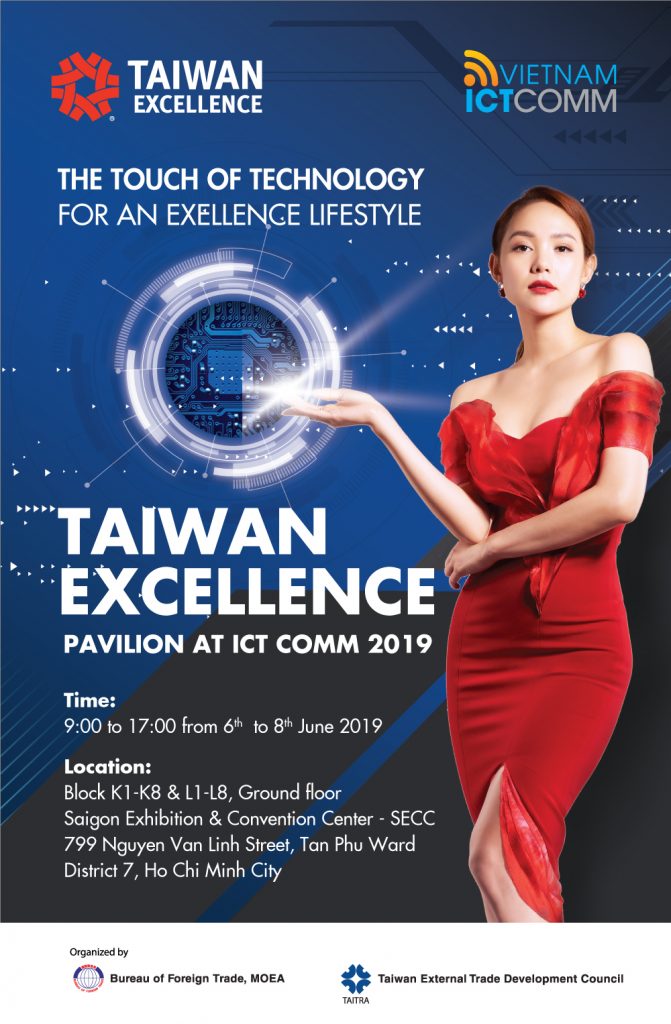 TAIWAN
EXCELLENCE
®
VIETNAM
ICTCOMM
THE TOUCH OF TECHNOLOGY
FOR AN EXELLENCE LIFESTYLE
TAIWAN
EXCELLENCE
PAVILION AT ICT COMM 2019
Time:
9:00 to 17:00 from 6th to 8th June 2019
Location:
Block K1-K8 & L1-L8, Ground floor
Saigon Exhibition & Convention Center - SECC
799 Nguyen Van Linh Street, Tan Phu Ward
District 7, Ho Chi Minh City
Organized by
Bureau of Foreign Trade, MOEA
TAITRA
Taiwan External Trade Development Council